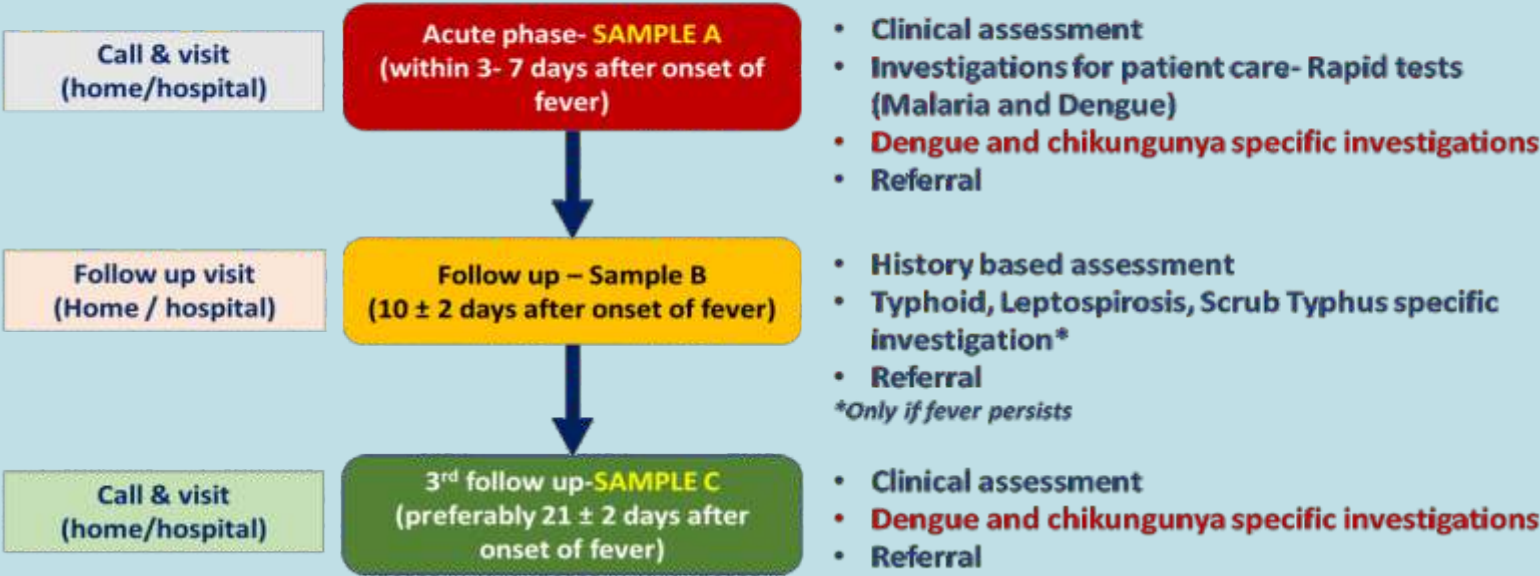 Call & visit
(home/hospital)
Acute phase- SAMPLE A
(within 3- 7 days after onset of
fever)
• Clinical assessment
• Investigations for patient care- Rapid tests
(Malaria and Dengue)
• Dengue and chikungunya specific investigations
• Referral
Follow up visit
(Home / hospital)
Follow up – Sample B
(10 ± 2 days after onset of fever)
• History based assessment
• Typhoid, Leptospirosis, Scrub Typhus specific
investigation*
• Referral
*Only if fever persists
Call & visit
(home/hospital)
3rd follow up-SAMPLE C
(preferably 21 ± 2 days after
onset of fever)
• Clinical assessment
• Dengue and chikungunya specific investigations
• Referral